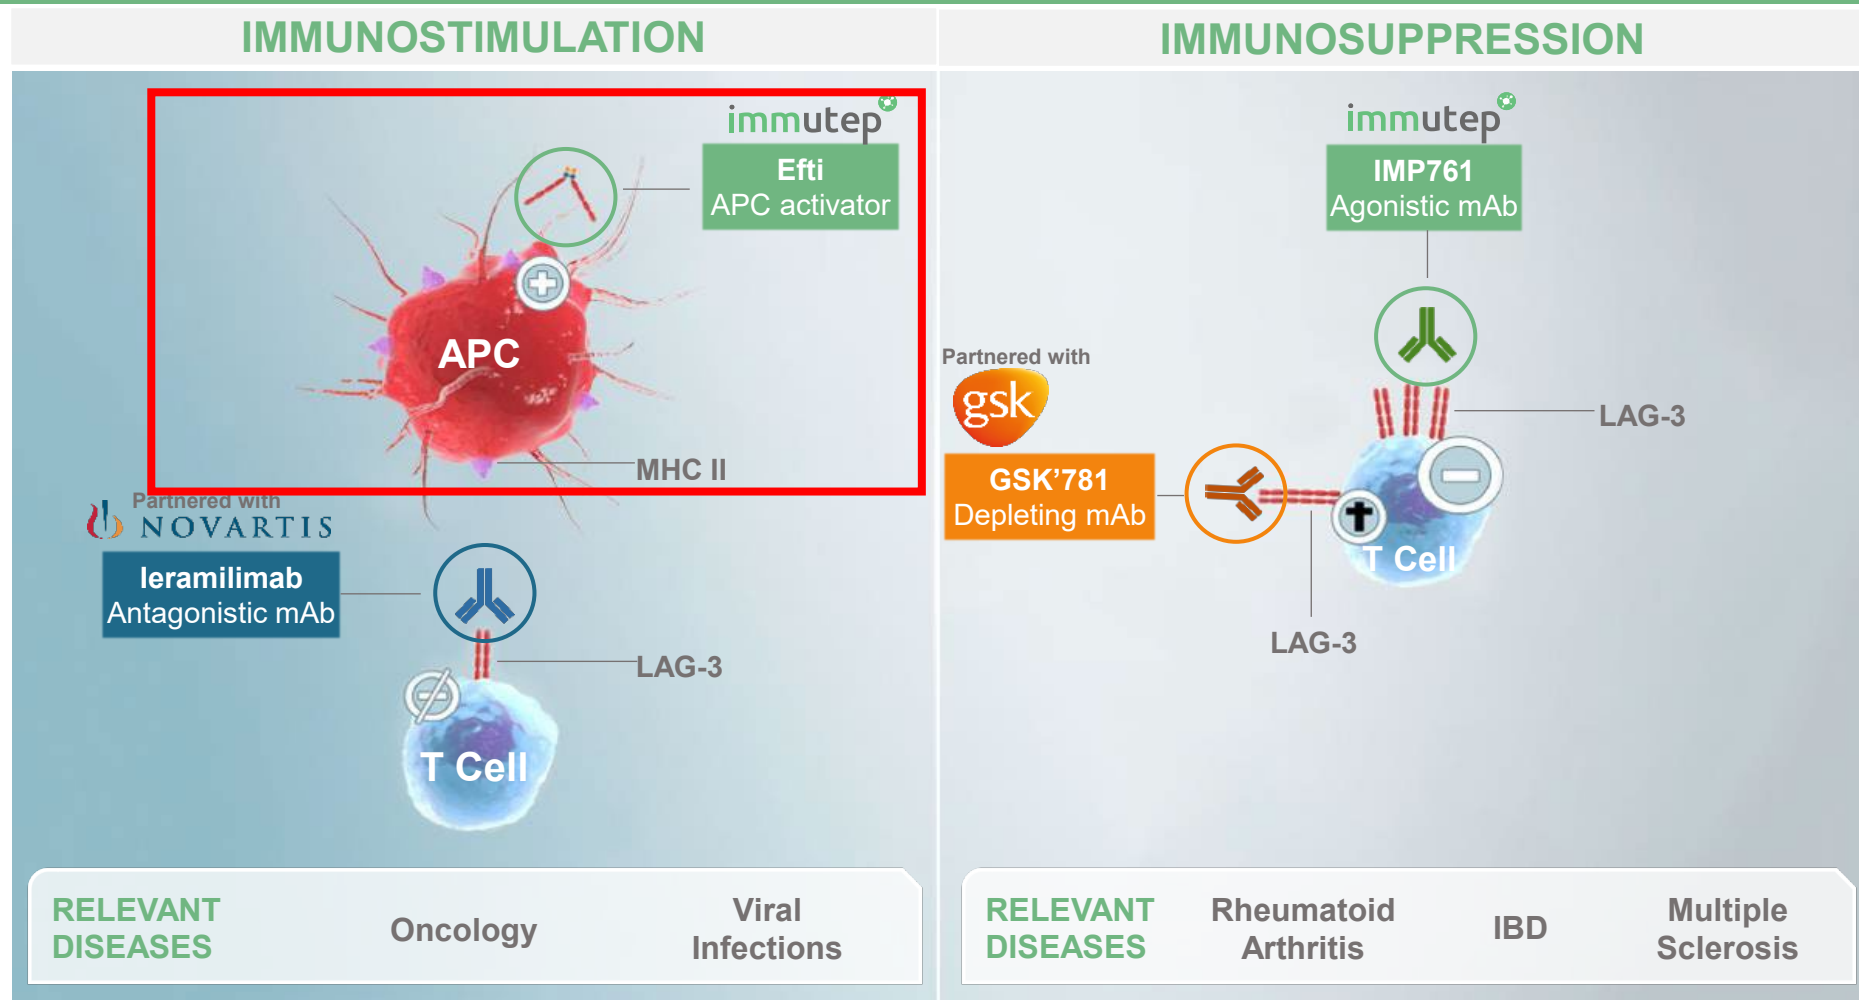 IMMUNOSTIMULATION
immutep
Efti
APC activator
APC
MHC II
Partnered with
NOVARTIS
Ieramilimab
Antagonistic mAb
LAG-3
T Cell
RELEVANT
DISEASES
Oncology
Viral
Infections
IMMUNOSUPPRESSION
immutep
IMP761
Agonistic mAb
Partnered with
gsk
LAG-3
GSK’781
Depleting mAb
T Cell
LAG-3
RELEVANT
DISEASES
Rheumatoid
Arthritis
IBD
Multiple
Sclerosis